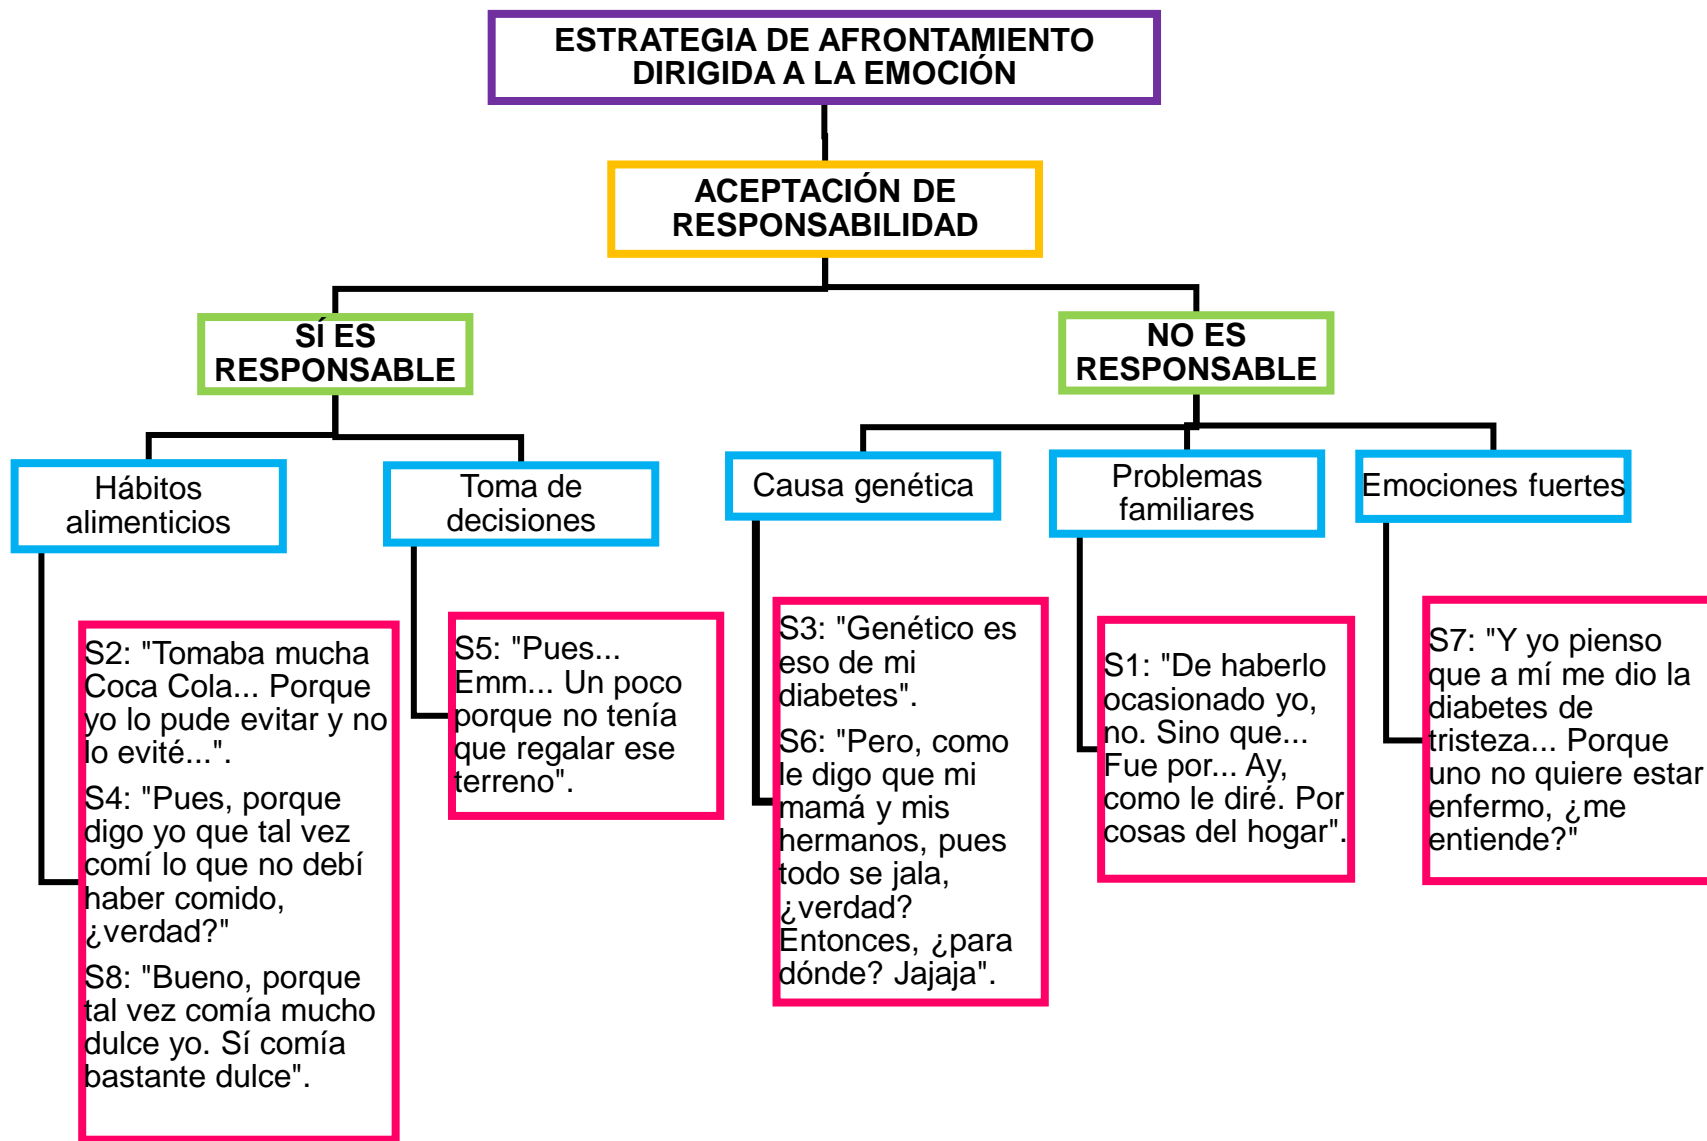 ESTRATEGIA DE AFRONTAMIENTO
DIRIGIDA A LA EMOCIÓN
ACEPTACIÓN DE
RESPONSABILIDAD
SÍ ES
RESPONSABLE
NO ES
RESPONSABLE
Hábitos
alimenticios
Toma de
decisiones
Causa genética
Problemas
familiares
Emociones fuertes
S2: "Tomaba mucha
Coca Cola... Porque
yo lo pude evitar y no
lo evité...".
S4: "Pues, porque
digo yo que tal vez
comí lo que no debí
haber comido,
¿verdad?"
S8: "Bueno, porque
tal vez comía mucho
dulce yo. Sí comía
bastante dulce".
S5: "Pues...
Emm... Un poco
porque no tenía
que regalar ese
terreno".
S3: "Genético es
eso de mi
diabetes".
S6: "Pero, como
le digo que mi
mamá y mis
hermanos, pues
todo se jala,
¿verdad?
Entonces, ¿para
dónde? Jajaja".
S1: "De haberlo
ocasionado yo,
no. Sino que...
Fue por... Ay,
como le diré. Por
cosas del hogar".
S7: "Y yo pienso
que a mí me dio la
diabetes de
tristeza... Porque
uno no quiere estar
enfermo, ¿me
entiende?"